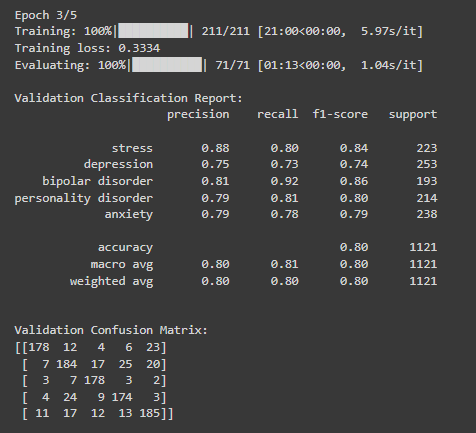 Epoch 3/5
Training: 100%|██████████| 211/211 [21:00<00:00,  5.97s/it]
Training loss: 0.3334
Evaluating: 100%|██████████| 71/71 [01:13<00:00,  1.04s/it]

Validation Classification Report:
                      precision    recall  f1-score   support

              stress       0.88      0.80      0.84       223
          depression       0.75      0.73      0.74       253
    bipolar disorder       0.81      0.92      0.86       193
personality disorder       0.79      0.81      0.80       214
             anxiety       0.79      0.78      0.79       238

            accuracy                           0.80      1121
           macro avg       0.80      0.81      0.80      1121
        weighted avg       0.80      0.80      0.80      1121

Validation Confusion Matrix:
[[178  12   4   6  23]
 [  7 184  17  25  20]
 [  3   7 178   3   2]
 [  4  24   9 174   3]
 [ 11  17  12  13 185]]